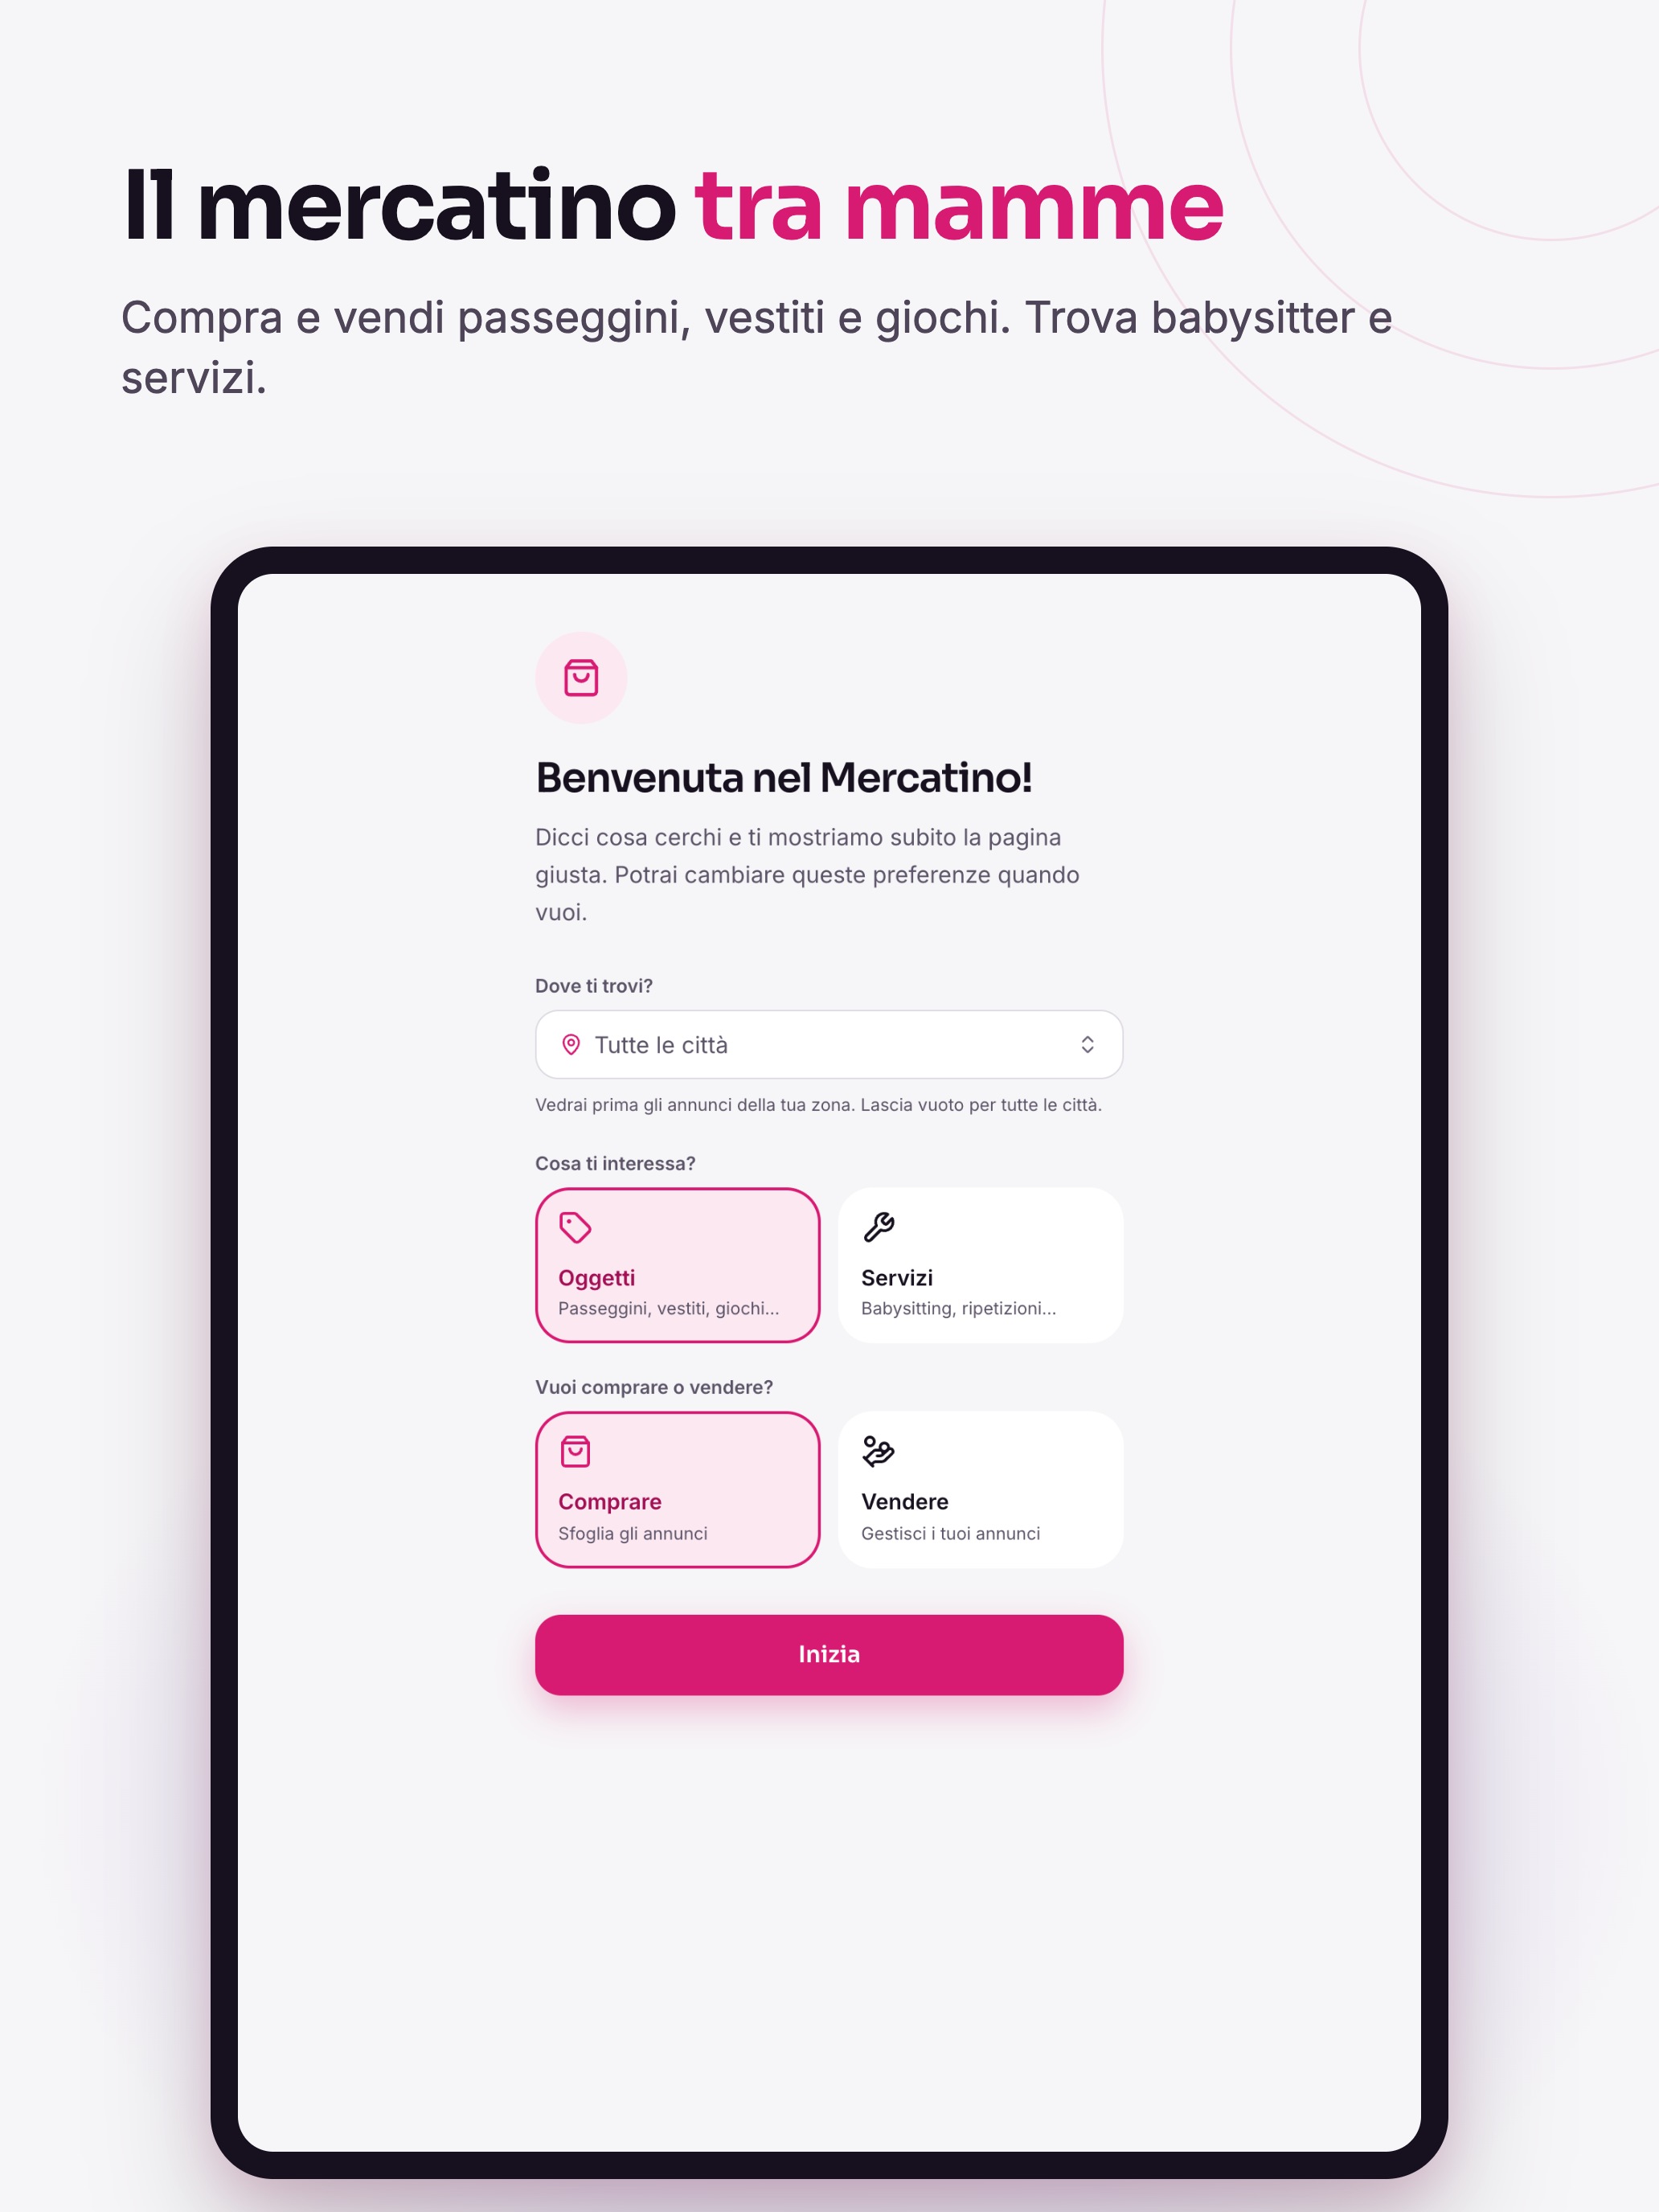 Il mercatino tra mamme
Compra e vendi passeggini, vestiti e giochi. Trova babysitter e
servizi.
Benvenuta nel Mercatino!
Dicci cosa cerchi e ti mostriamo subito la pagina
giusta. Potrai cambiare queste preferenze quando
vuoi.
Dove ti trovi?
Tutte le città
Vedrai prima gli annunci della tua zona. Lascia vuoto per tutte le città.
Cosa ti interessa?
Oggetti
Passeggini, vestiti, giochi...
Servizi
Babysitting, ripetizioni...
Vuoi comprare o vendere?
Comprare
Sfoglia gli annunci
Vendere
Gestisci i tuoi annunci
Inizia